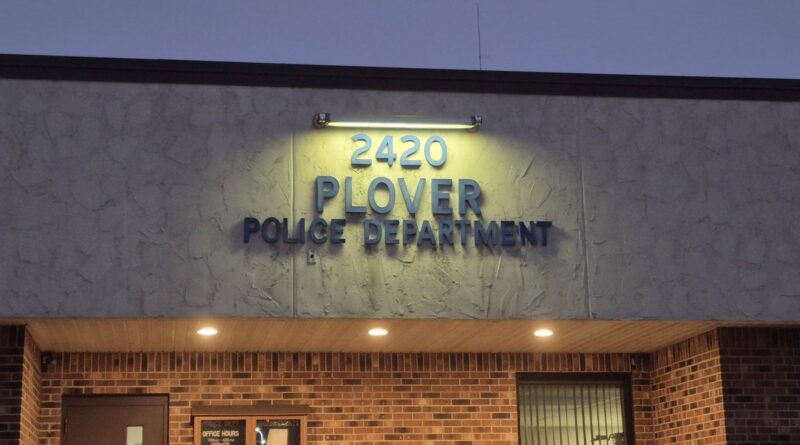 2420
PLOVER
POLICE DEPARTMENT
OFFICE HOURS